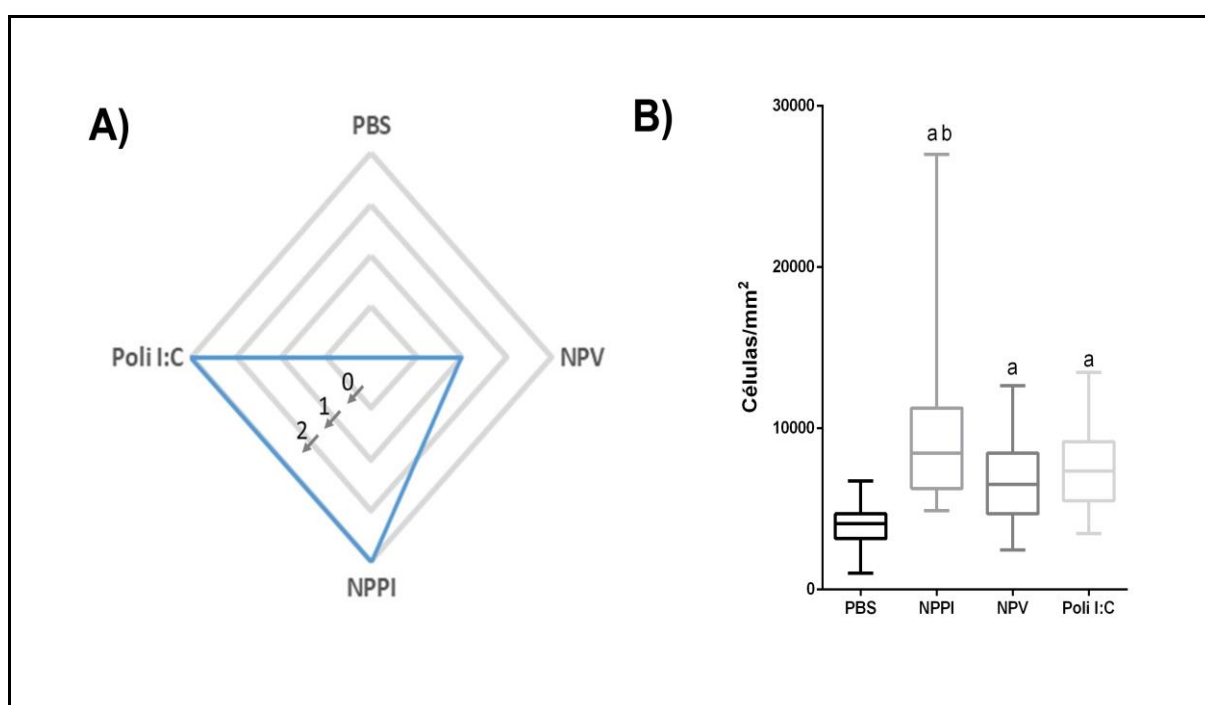 A)
PBS
Poli I:C
NPV
NPPI
0
1
2
B)
Células/mm²
30000
20000
10000
0
a b
a
a
PBS NPPI NPV Poli I:C